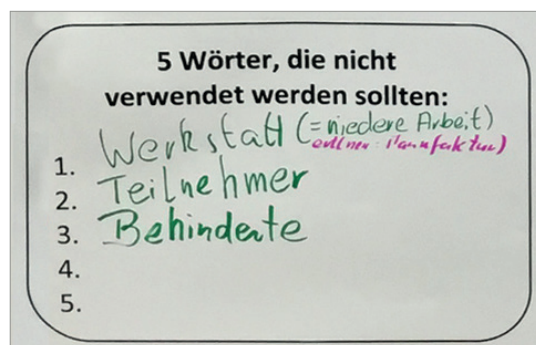 5 Wörter, die nicht
verwendet werden sollten:
1. Werkstatt (= niedere Arbeit)
Manufaktur)
2. Teilnehmer
3. Behinderte
4.
5.